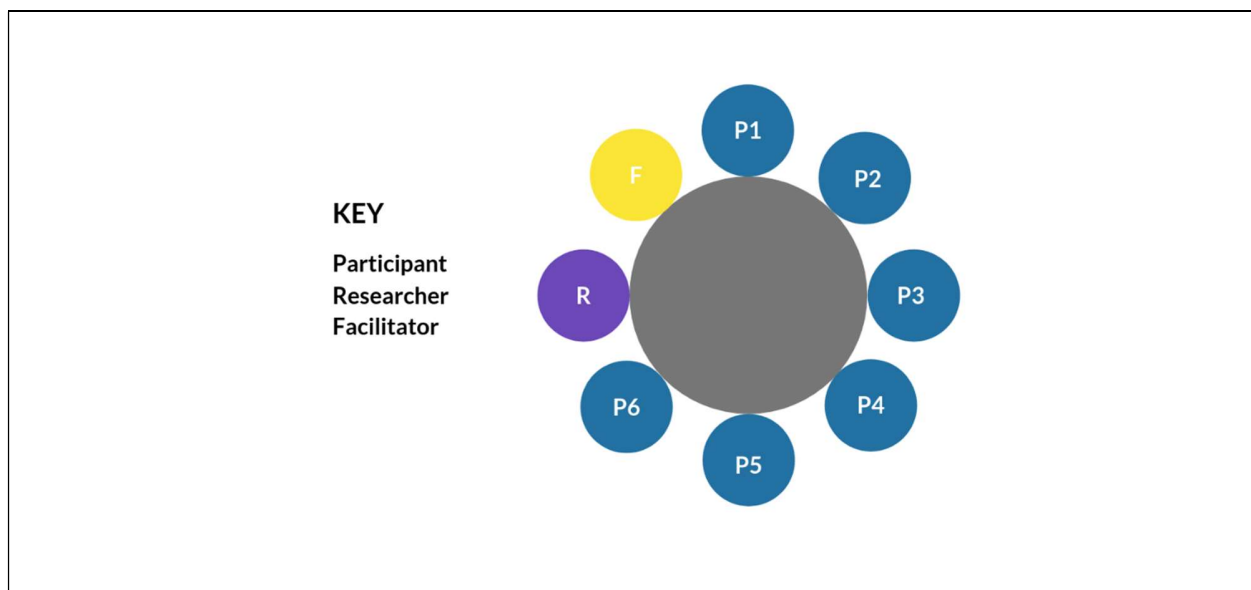 KEY
Participant
Researcher
Facilitator
P1
F
P2
R
P3
P6
P4
P5